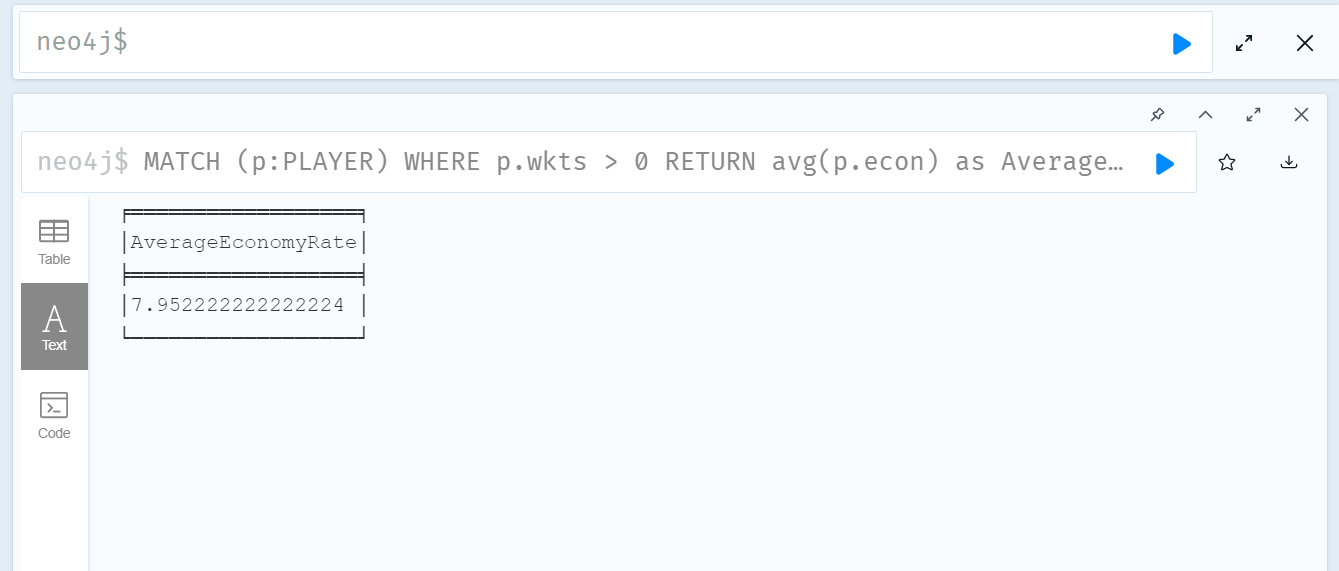 neo4j$
neo4j$ MATCH (p:PLAYER) WHERE p.wkts > 0 RETURN avg(p.econ) as Average…
Table
AverageEconomyRate
7.952222222222224
A
Text
Code